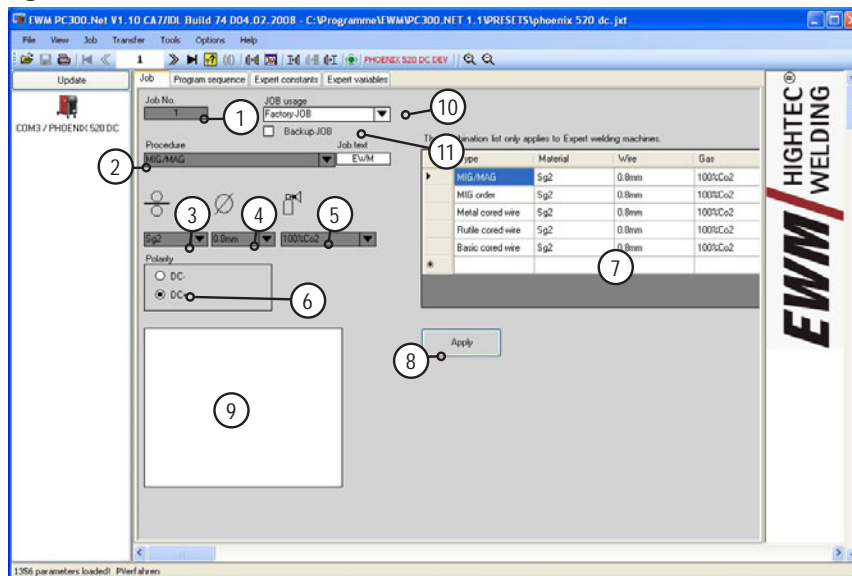 EWM PC300.Net V1.10 CA7/IDL Build 74 D04.02.2008 - C:\Programme\EWM\PC300.NET 1.1\PRESETS\phoenix 520 dc.jxt
File View Job Transfer Tools Options Help
1 PHOENIX 520 DC DEV
Update
COM3 / PHOENIX 520 DC
Job Program sequence Expert constants Expert variables
Job No. JOB usage
1 Factory JOB
1 10
Backup JOB
11
Procedure Job text
MIG/MAG EWM
2
3 4 5
Sg2 0.8mm 100%Co2
Polarity
DC-
DC+
6
combination list only applies to Expert welding machines.
Type Material Wire Gas
MIG/MAG Sg2 0.8mm 100%Co2
MIG order Sg2 0.8mm 100%Co2
Metal cored wire Sg2 0.8mm 100%Co2
Rutile cored wire Sg2 0.8mm 100%Co2
Basic cored wire Sg2 0.8mm 100%Co2
7
Apply
8
9
EWM HIGHTEC® WELDING
1356 parameters loaded! PVerfahren